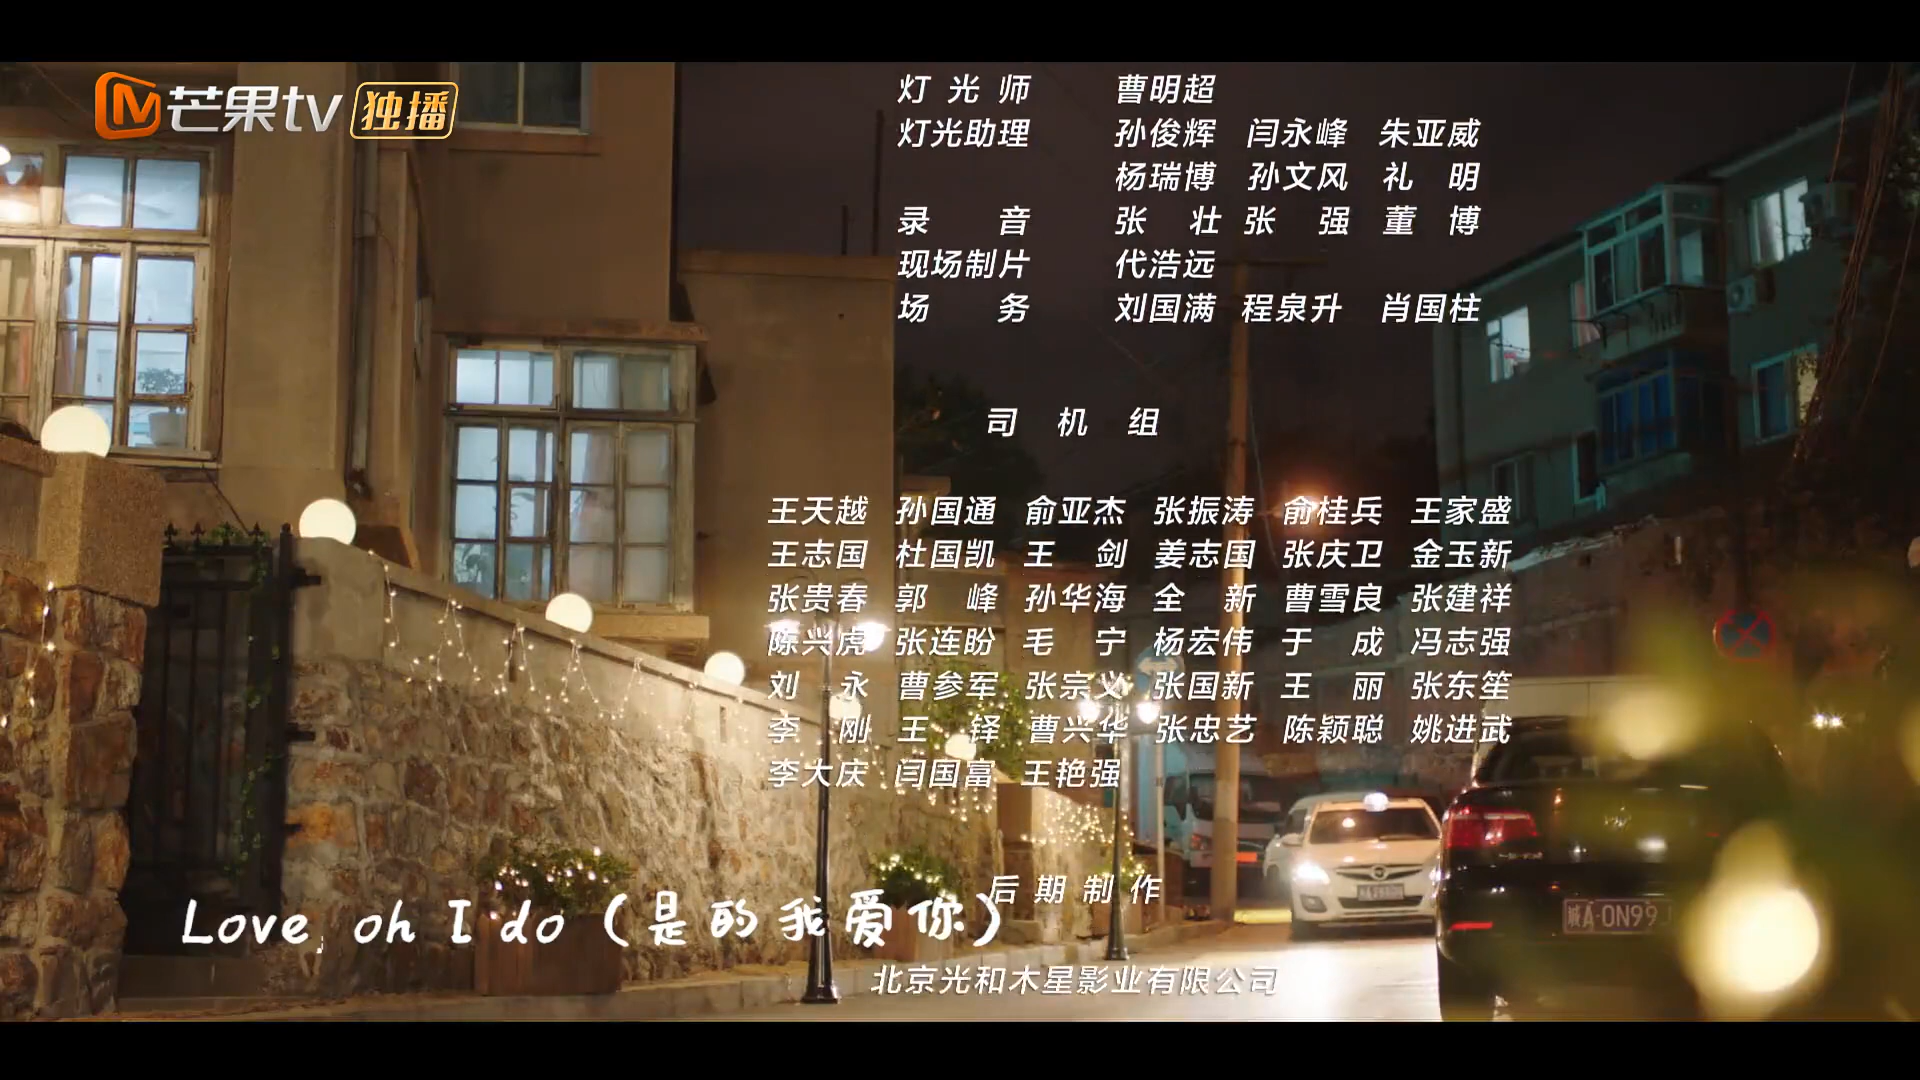 芒果tv 独播
灯光师 曹明超
灯光助理 孙俊辉 闫永峰 朱亚威
杨瑞博 孙文风 礼明
录音 张壮 张强 董博
现场制片 代浩远
场务 刘国满 程泉升 肖国柱
司机组
王天越 孙国通 俞亚杰 张振涛 俞桂兵 王家盛
王志国 杜国凯 王剑 姜志国 张庆卫 金玉新
张贵春 郭峰 孙华海 全新 曹雪良 张建祥
陈兴虎 张连盼 毛宁 杨宏伟 于成 冯志强
刘永 曹参军 张宗义 张国新 王丽 张东笙
李刚 王铎 曹兴华 张忠艺 陈颖聪 姚进武
李大庆 闫国富 王艳强
后期制作
Love, oh I do (是的我爱你)
北京光和木星影业有限公司